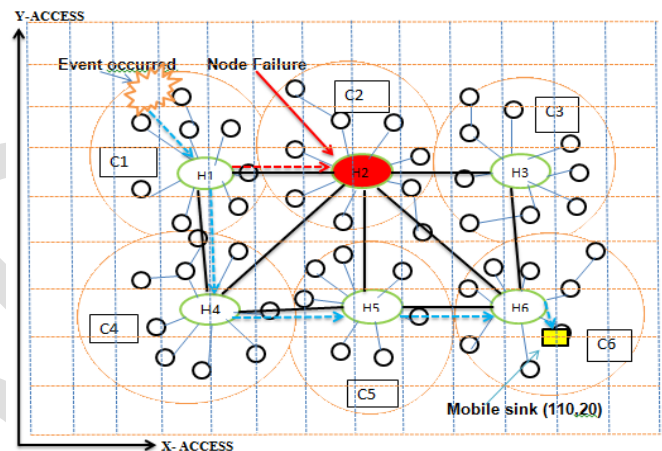 Y-ACCESS
Event occurred
Node Failure
C2
C3
C1
H1
H2
H3
H4
H5
H6
C4
C6
C5
Mobile sink (110,20)
X- ACCESS